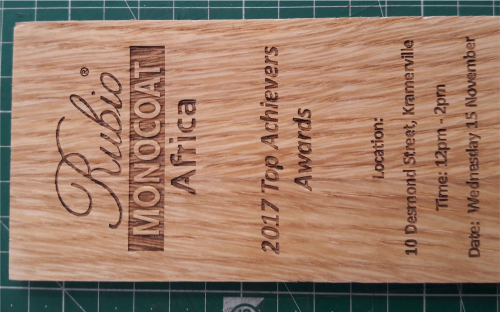 Rubio®
MONOCOAT
Africa
2017 Top Achievers
Awards
Location:
10 Desmond Street, Kramerville
Time: 12pm - 2pm
Date: Wednesday 15 November